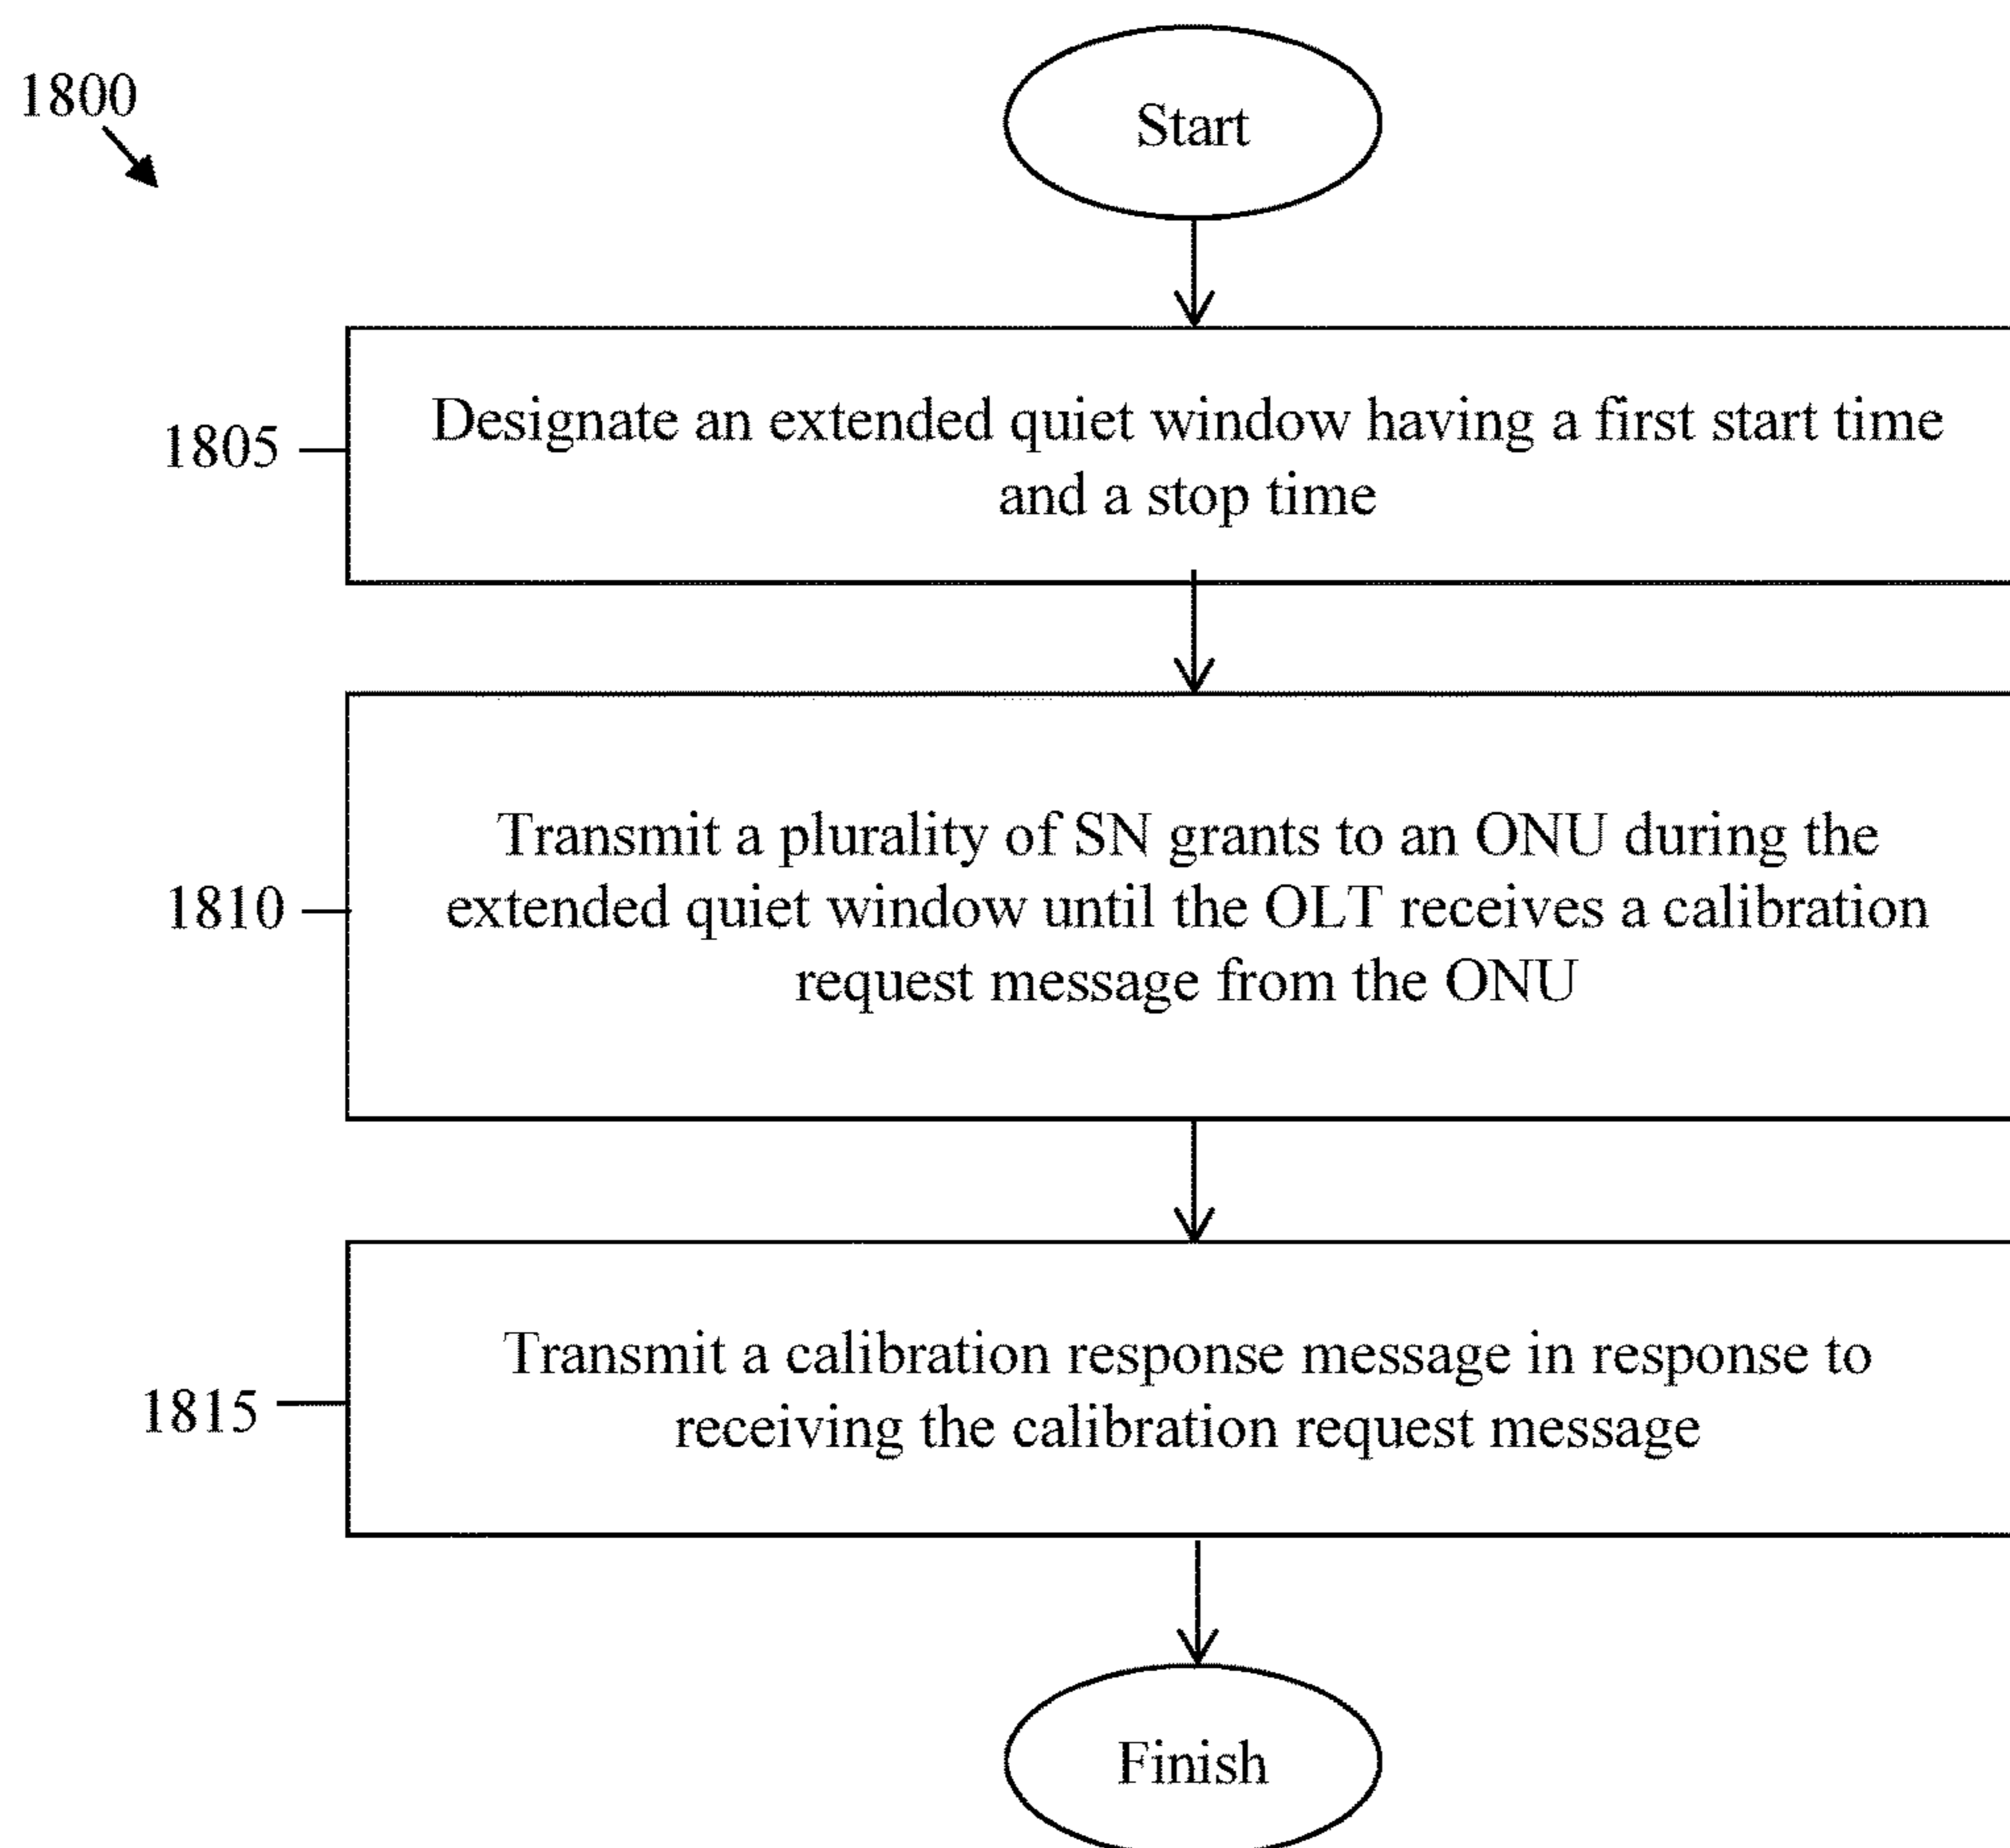 1800
Start
1805
Designate an extended quiet window having a first start time
and a stop time
1810
Transmit a plurality of SN grants to an ONU during the
extended quiet window until the OLT receives a calibration
request message from the ONU
1815
Transmit a calibration response message in response to
receiving the calibration request message
Finish